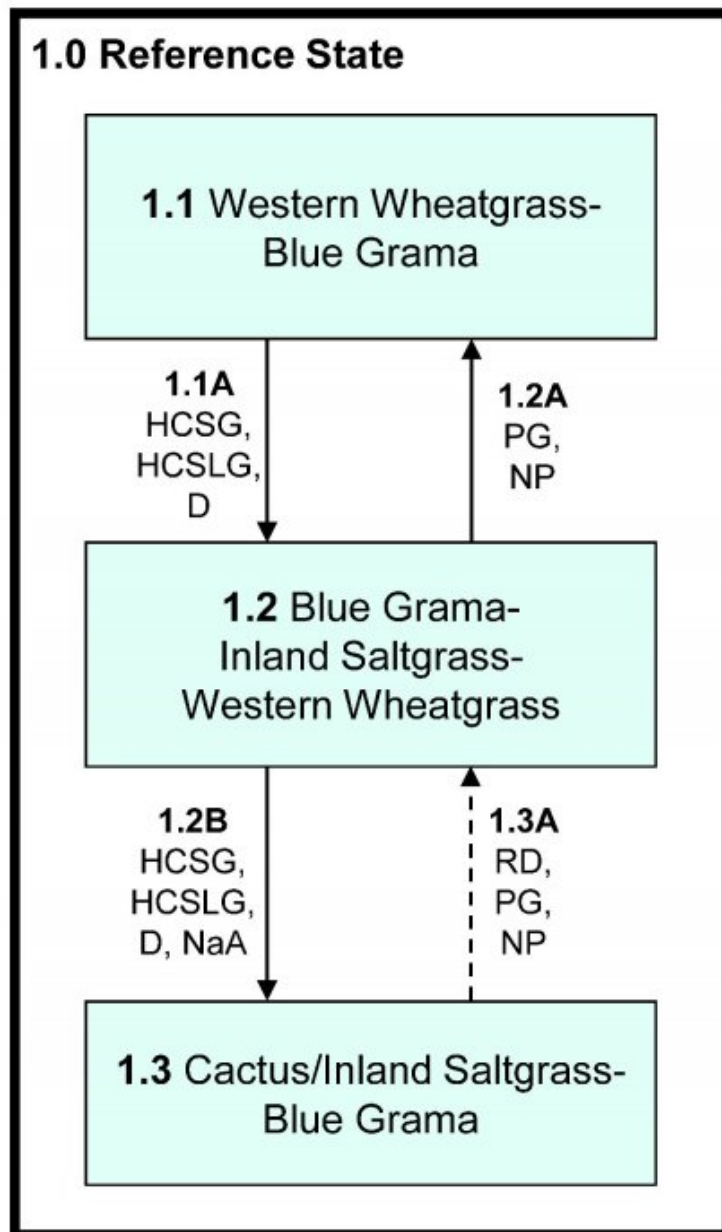 1.0 Reference State
1.1 Western Wheatgrass-
Blue Grama
1.1A
HCSG,
HCSLG,
D
1.2A
PG,
NP
1.2 Blue Grama-
Inland Saltgrass-
Western Wheatgrass
1.2B
HCSG,
HCSLG,
D, NaA
1.3A
RD,
PG,
NP
1.3 Cactus/Inland Saltgrass-
Blue Grama